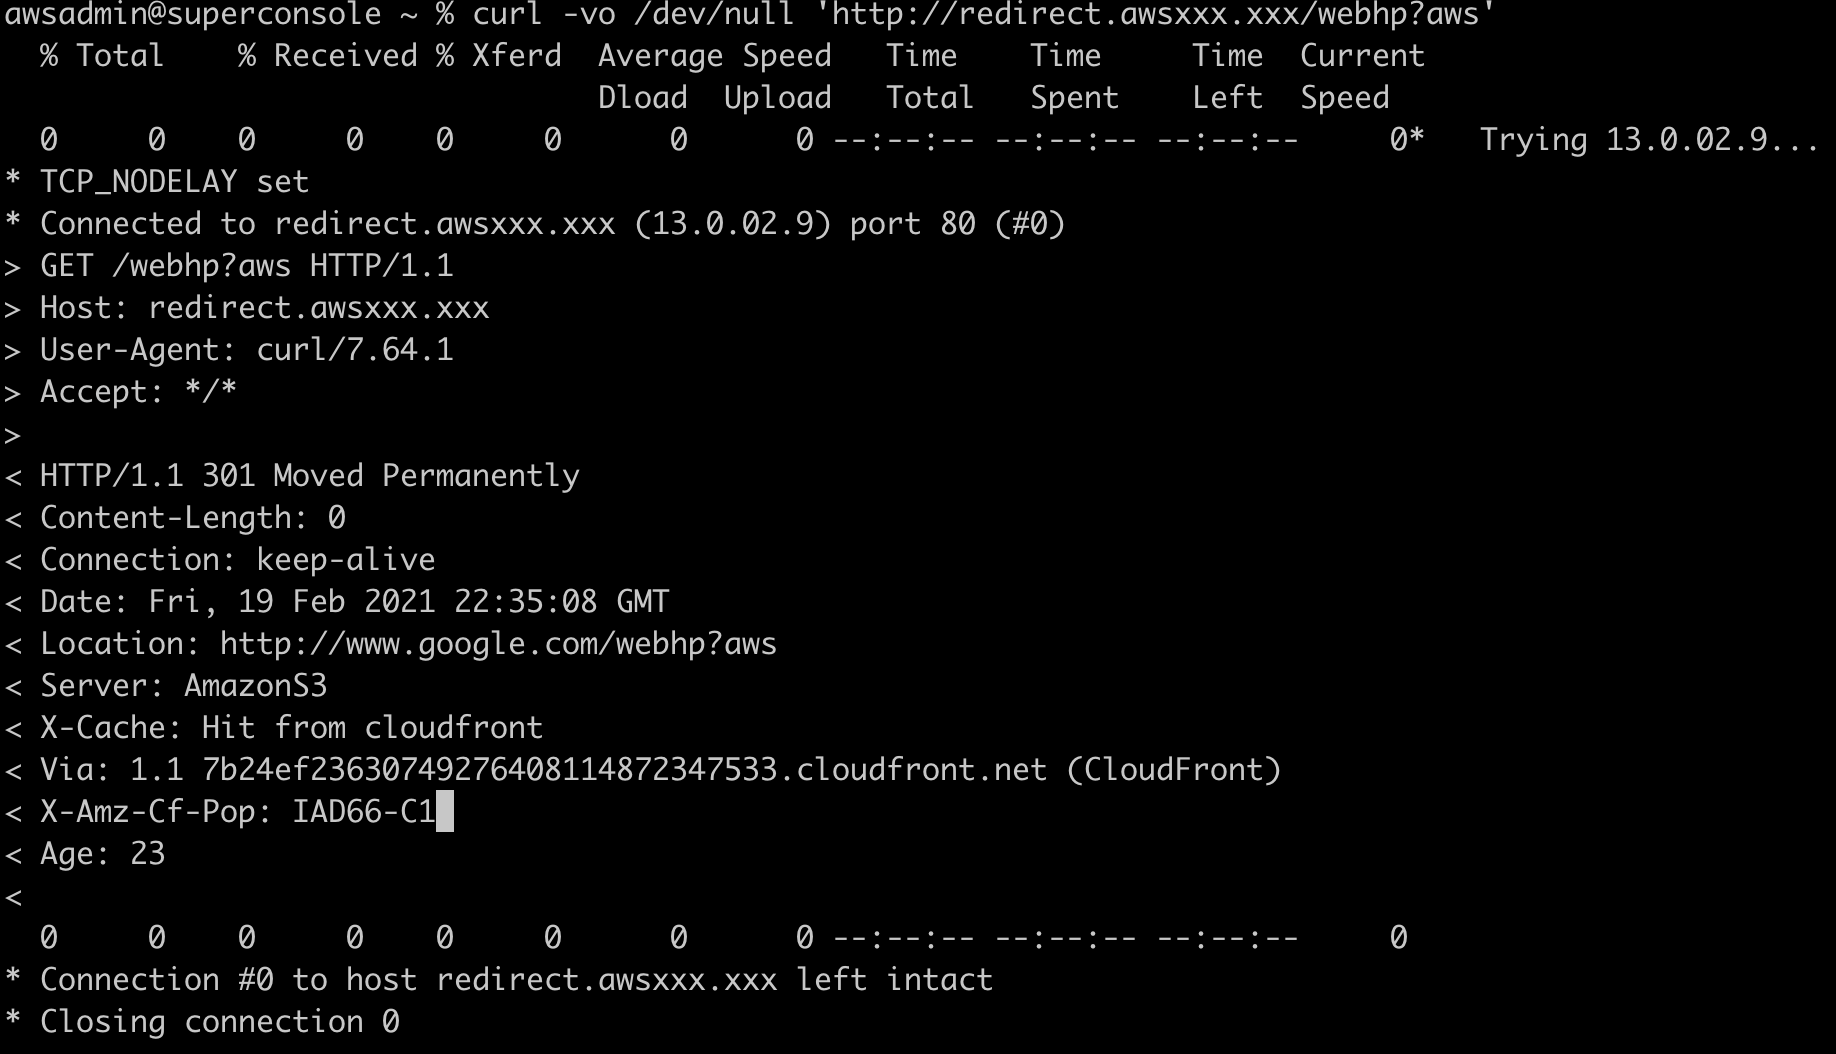 awsadmin@superconsole ~ % curl -vo /dev/null 'http://redirect.awsxxx.xxx/webhp?aws'
  % Total    % Received % Xferd  Average Speed   Time    Time     Time  Current
                                 Dload  Upload   Total   Spent    Left  Speed
  0     0    0     0    0     0      0      0 --:--:-- --:--:-- --:--:--     0*   Trying 13.0.02.9...
* TCP_NODELAY set
* Connected to redirect.awsxxx.xxx (13.0.02.9) port 80 (#0)
> GET /webhp?aws HTTP/1.1
> Host: redirect.awsxxx.xxx
> User-Agent: curl/7.64.1
> Accept: */*
>
< HTTP/1.1 301 Moved Permanently
< Content-Length: 0
< Connection: keep-alive
< Date: Fri, 19 Feb 2021 22:35:08 GMT
< Location: http://www.google.com/webhp?aws
< Server: AmazonS3
< X-Cache: Hit from cloudfront
< Via: 1.1 7b24ef23630749276408114872347533.cloudfront.net (CloudFront)
< X-Amz-Cf-Pop: IAD66-C1
< Age: 23
<
  0     0    0     0    0     0      0      0 --:--:-- --:--:-- --:--:--     0
* Connection #0 to host redirect.awsxxx.xxx left intact
* Closing connection 0